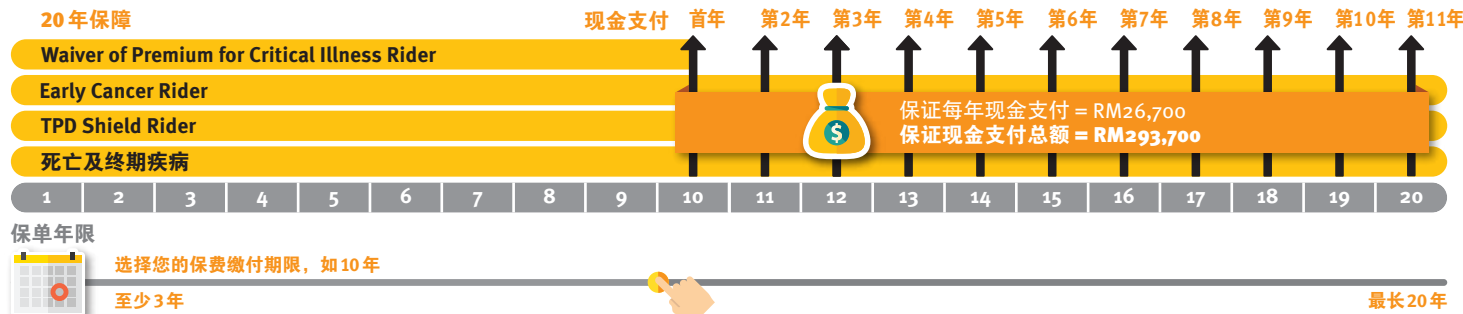 20年保障 现金支付 首年 第2年 第3年 第4年 第5年 第6年 第7年 第8年 第9年 第10年 第11年
Waiver of Premium for Critical Illness Rider
Early Cancer Rider
保证每年现金支付 = RM26,700
TPD Shield Rider
$
保证现金支付总额 = RM293,700
死亡及终期疾病
1 2 3 4 5 6 7 8 9 10 11 12 13 14 15 16 17 18 19 20
保单年限
选择您的保费缴付期限，如10年
至少3年 最长20年